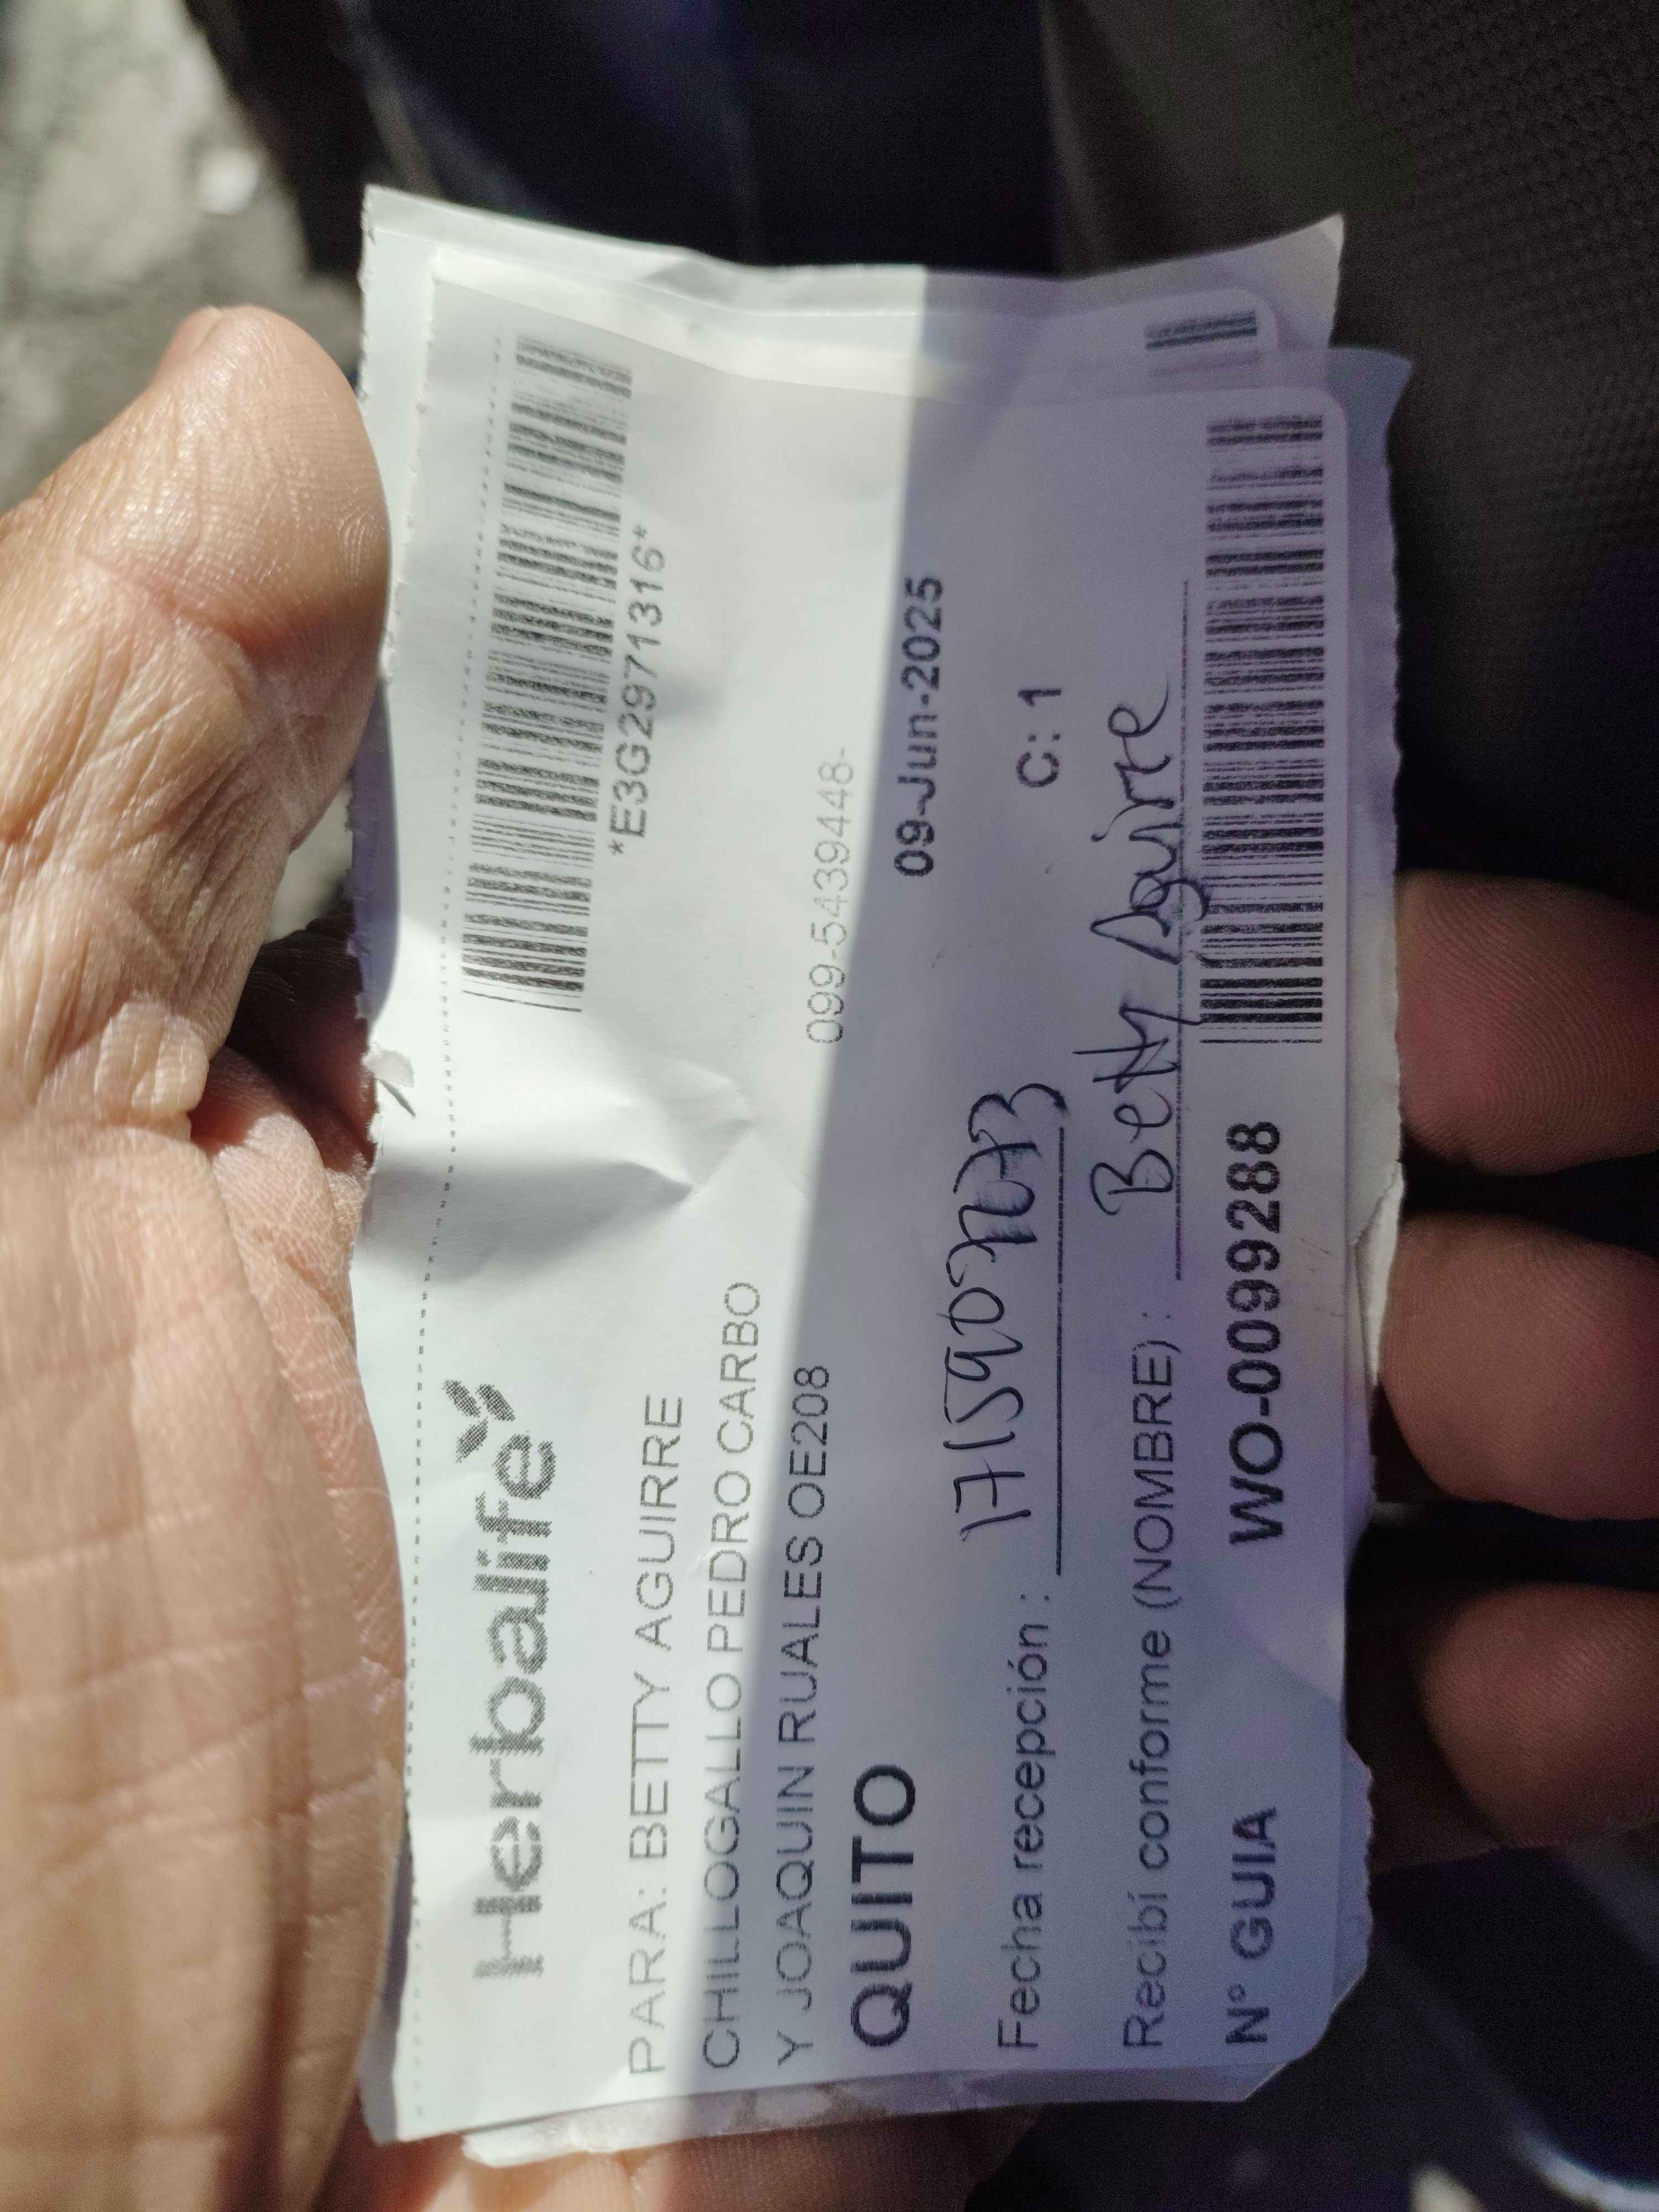 Herbalife
*E3G2971316*
PARA: BETTY AGUIRRE
CHILLOGALLO PEDRO CARBO
Y JOAQUIN RUALES OE208
099-5439448-
QUITO
09-Jun-2025
Fecha recepción :
C: 1
Recibí conforme (NOMBRE) : Betty Aguirre
N° GUIA WO-0099288